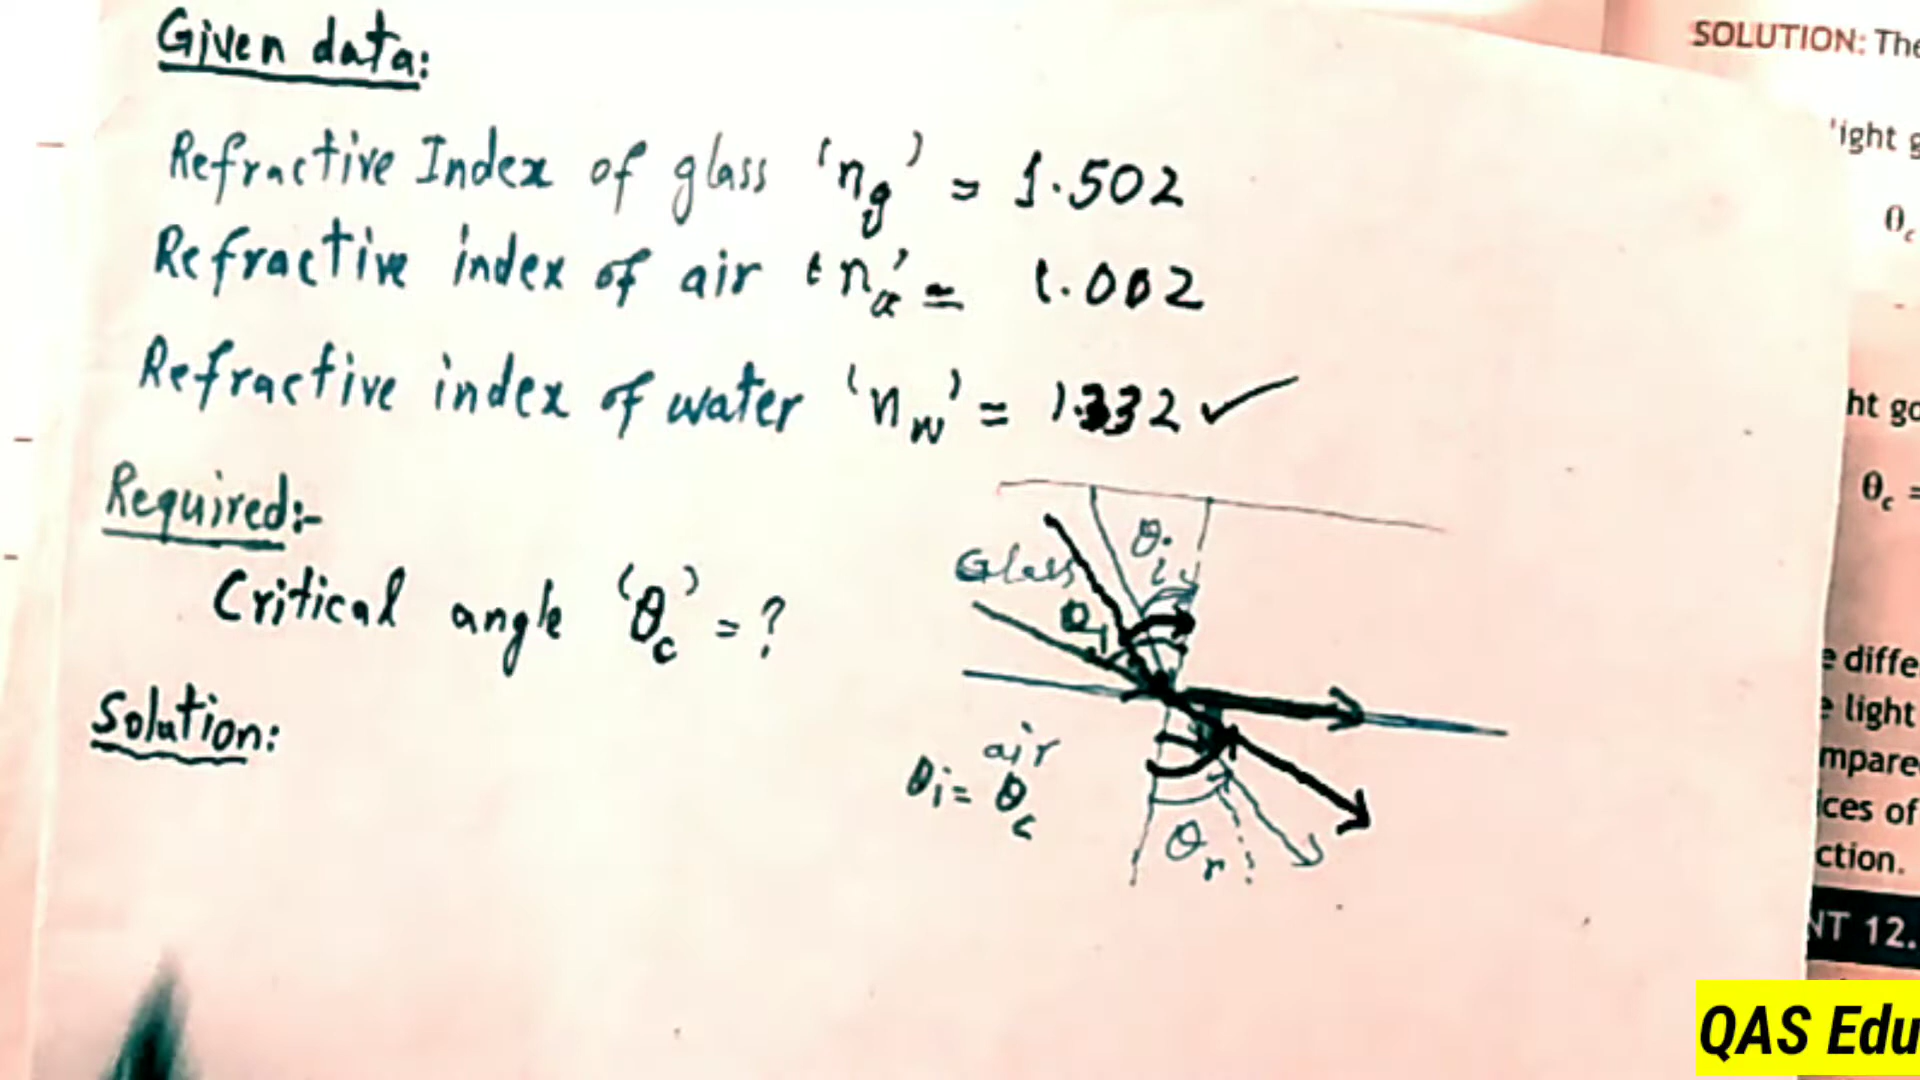 Given data:
Refractive Index of glass 'ng' = 1.502
Refractive index of air 'na' = 1.002
Refractive index of water 'nw' = 1.332 ✓
Required:-
Critical angle 'θc' = ?
Solution:
Glass
θi
θi
air
θi = θc
θr
SOLUTION: The
ight g
θc
ht go
θc =
e diffe
e light
mpare
ices of
ction.
NT 12.
QAS Edu